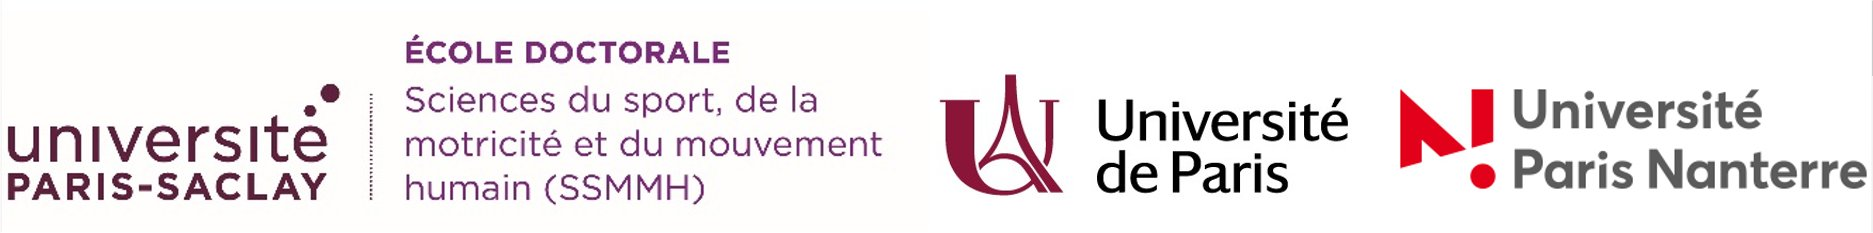 université
PARIS-SACLAY
ÉCOLE DOCTORALE
Sciences du sport, de la
motricité et du mouvement
humain (SSMMH)
Université
de Paris
Université
Paris Nanterre